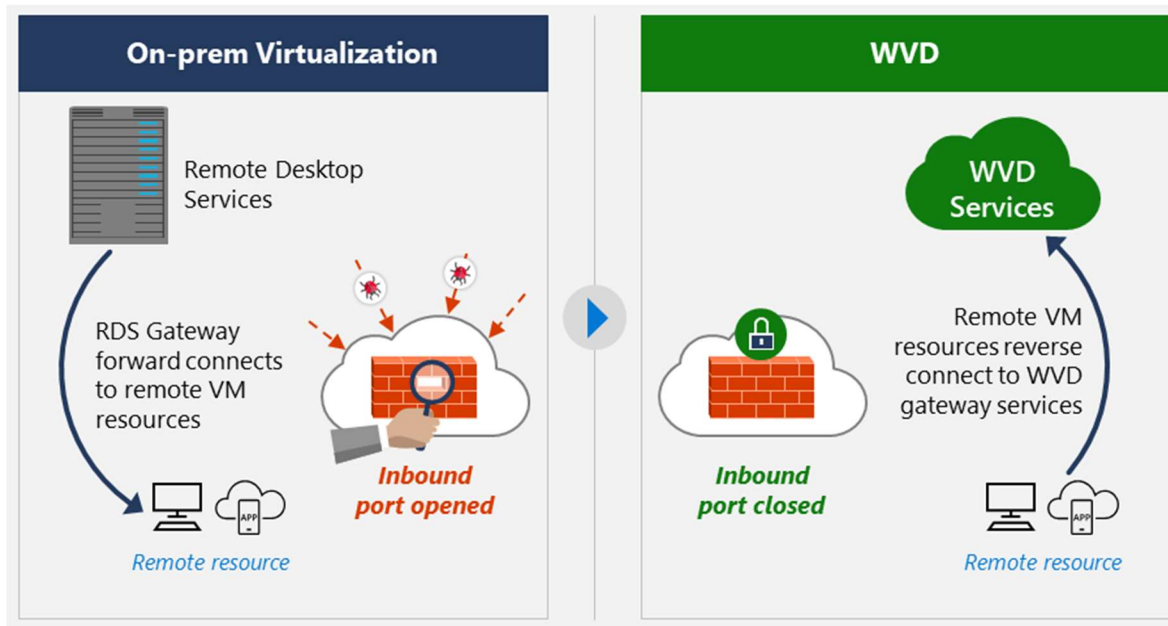 On-prem Virtualization
Remote Desktop
Services
RDS Gateway
forward connects
to remote VM
resources
Inbound
port opened
APP
Remote resource
WVD
WVD
Services
Remote VM
resources reverse
connect to WVD
gateway services
Inbound
port closed
APP
Remote resource